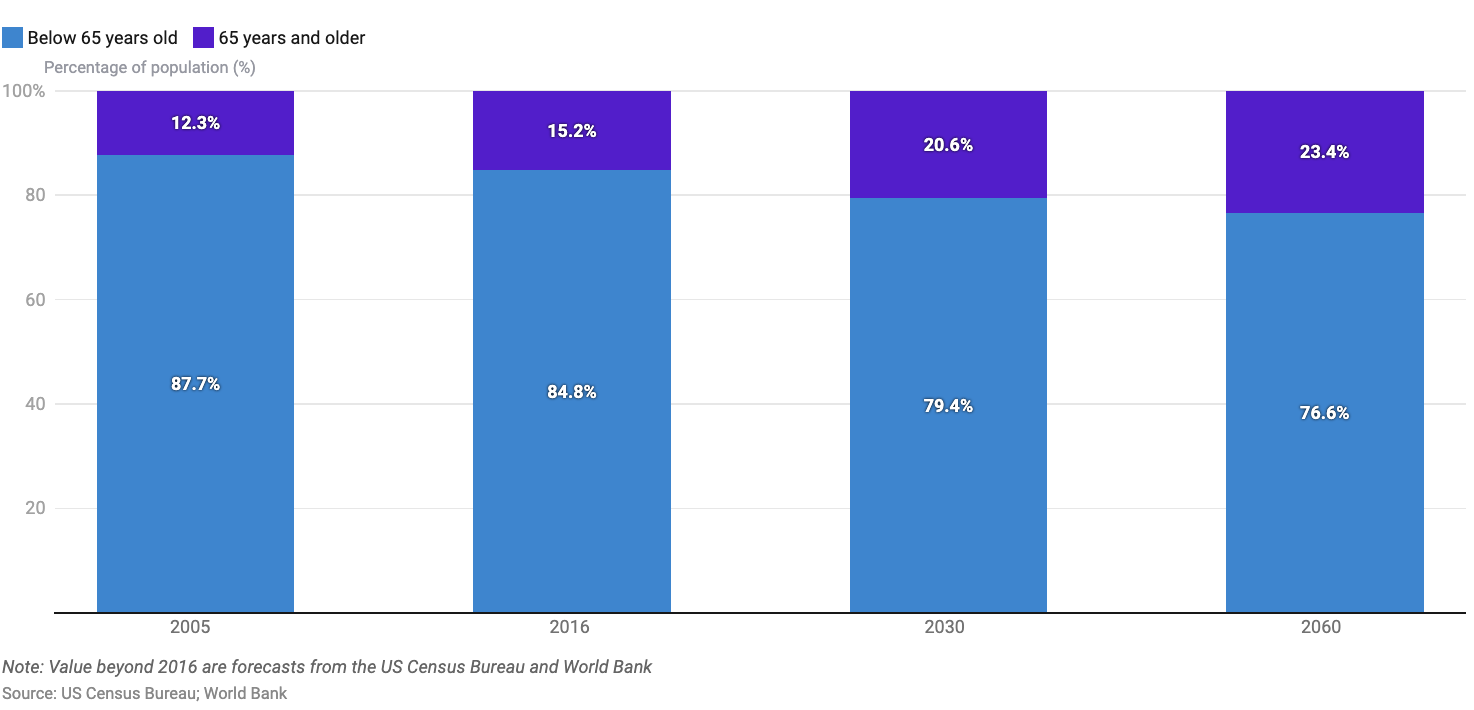 Below 65 years old 65 years and older
Percentage of population (%)
100%
12.3% 15.2% 20.6% 23.4%
80
60
87.7% 84.8% 79.4% 76.6%
40
20
2005 2016 2030 2060
Note: Value beyond 2016 are forecasts from the US Census Bureau and World Bank
Source: US Census Bureau; World Bank